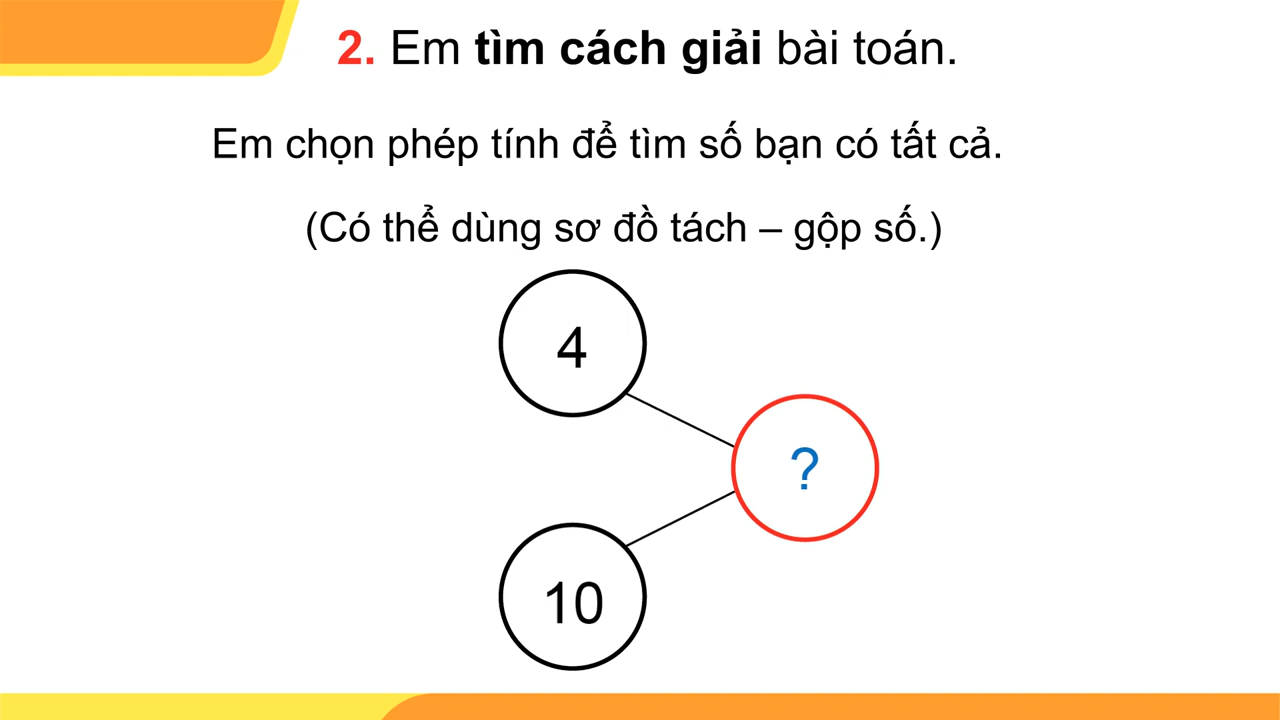 2. Em tìm cách giải bài toán.
Em chọn phép tính để tìm số bạn có tất cả.
(Có thể dùng sơ đồ tách – gộp số.)
4
?
10